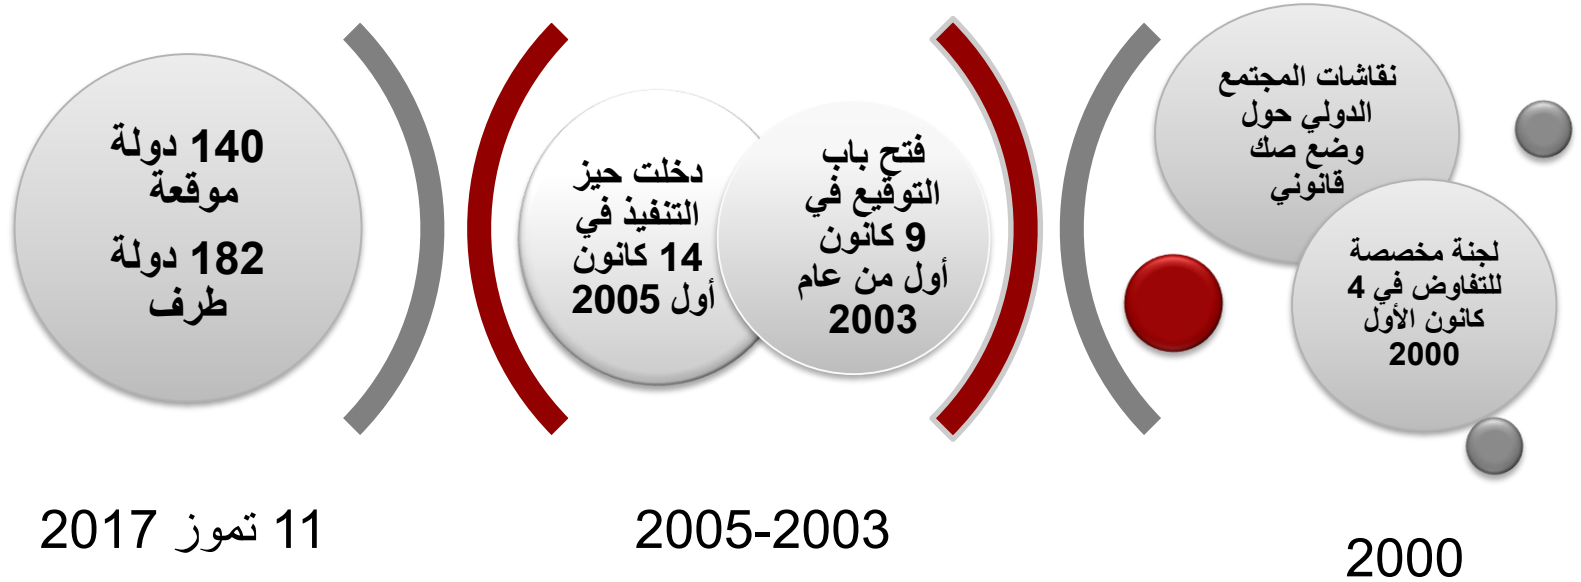 نقاشات المجتمع
الدولي حول
وضع صك
قانوني
لجنة مخصصة
للتفاوض في 4
كانون الأول
2000
2000
فتح باب
التوقيع في
9 كانون
أول من عام
2003
دخلت حيز
التنفيذ في
14 كانون
أول 2005
2005-2003
140 دولة
موقعة
182 دولة
طرف
11 تموز 2017